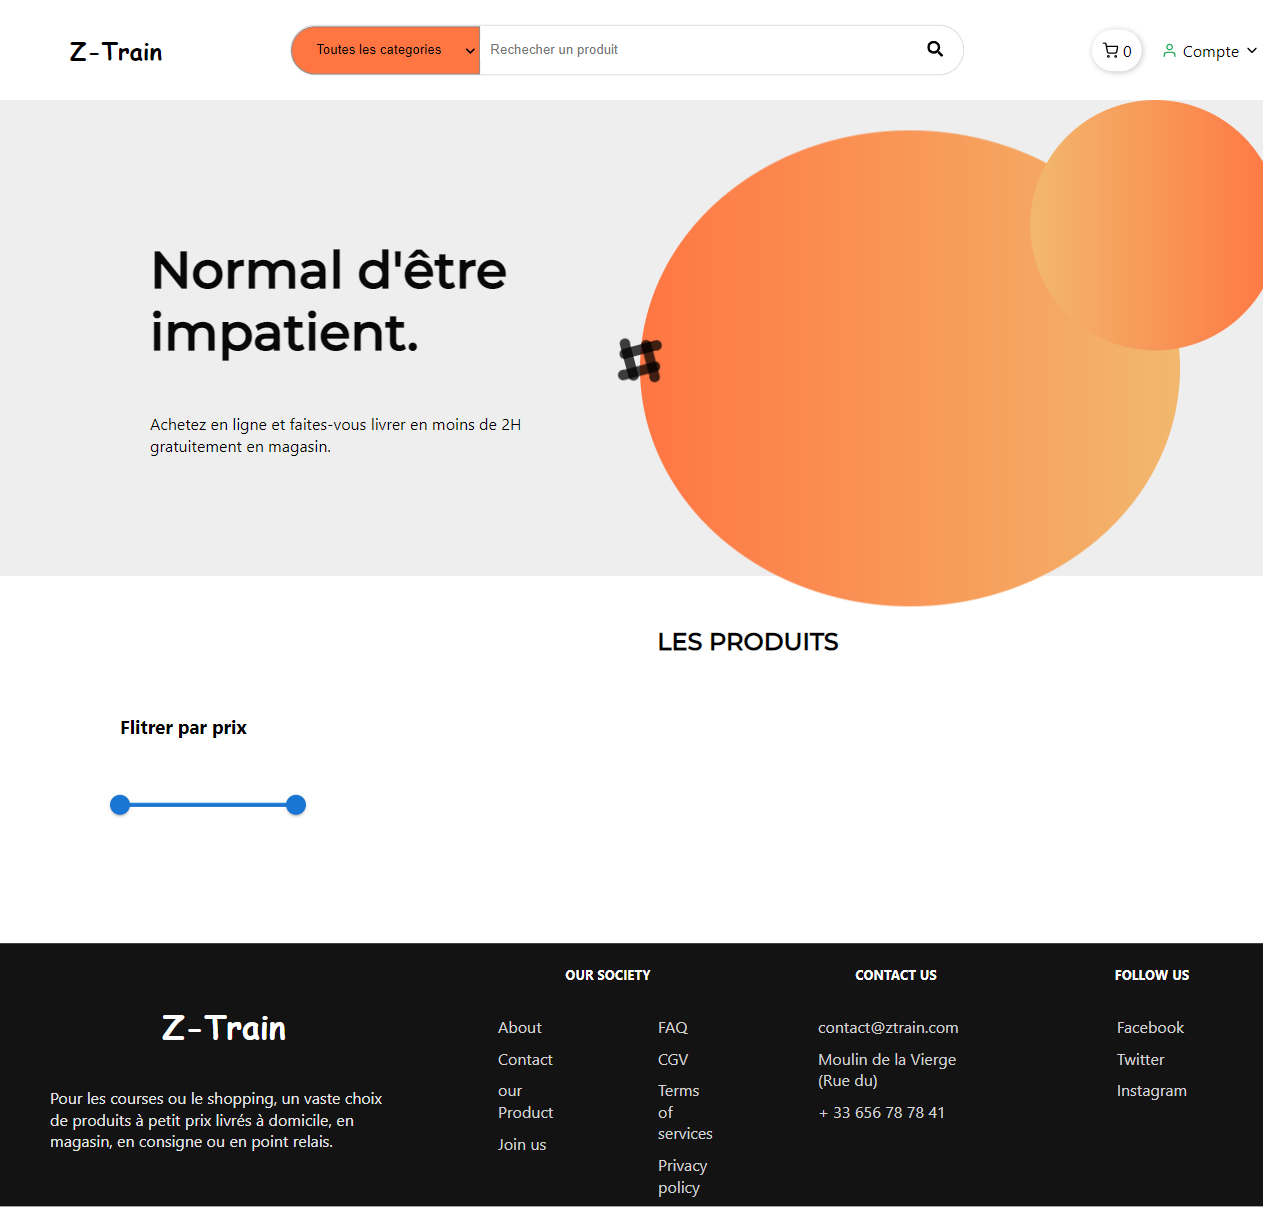 Z-Train
Toutes les categories
Rechecher un produit
0
Compte
Normal d'être
impatient.
Achetez en ligne et faites-vous livrer en moins de 2H
gratuitement en magasin.
LES PRODUITS
Flitrer par prix
Z-Train
Pour les courses ou le shopping, un vaste choix
de produits à petit prix livrés à domicile, en
magasin, en consigne ou en point relais.
OUR SOCIETY
About
Contact
our
Product
Join us
FAQ
CGV
Terms
of
services
Privacy
policy
CONTACT US
contact@ztrain.com
Moulin de la Vierge
(Rue du)
+ 33 656 78 78 41
FOLLOW US
Facebook
Twitter
Instagram